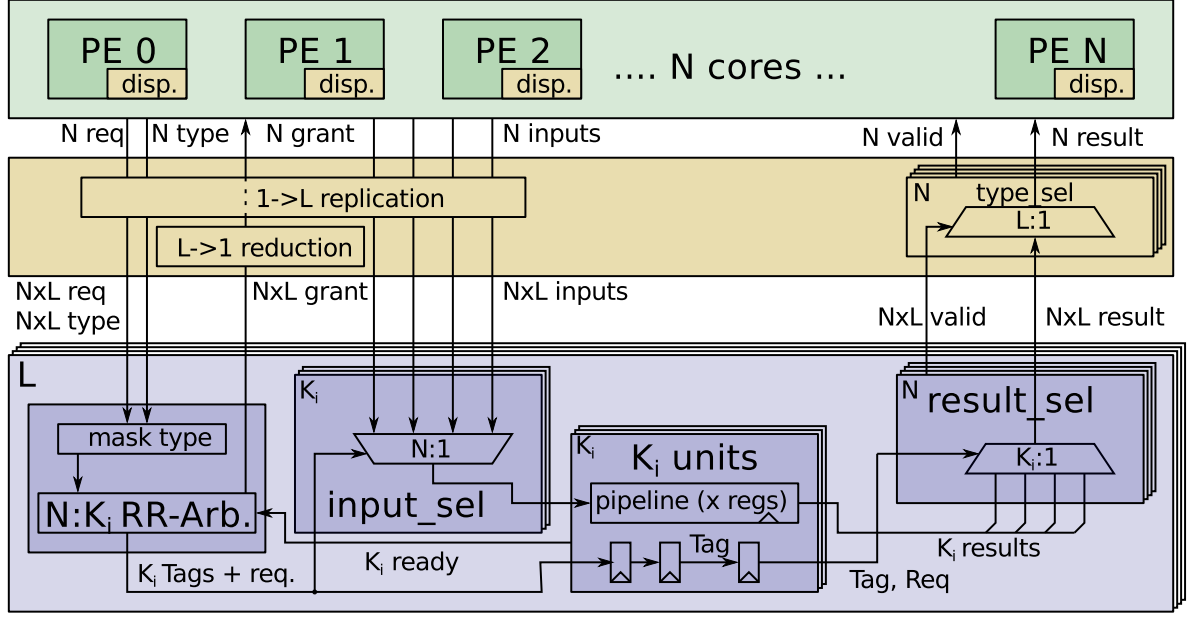 PE 0
disp.
PE 1
disp.
PE 2
disp.
.... N cores ...
PE N
disp.
N req
N type
N grant
N inputs
N valid
N result
1->L replication
L->1 reduction
N
type_sel
L:1
NxL req
NxL type
NxL grant
NxL inputs
NxL valid
NxL result
L
mask type
N:Ki RR-Arb.
Ki
N:1
input_sel
Ki
Ki units
pipeline (x regs)
Tag
N
result_sel
Ki:1
Ki results
Ki ready
Ki Tags + req.
Tag, Req